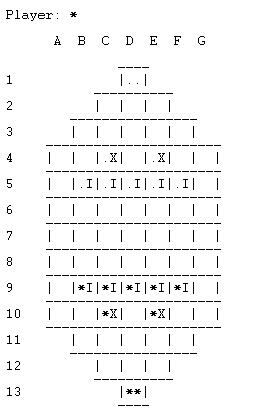 Player: *
A B C D E F G
1 |..|
2 | | | |
3 | | | | | |
4 | | |.X| |.X| | |
5 | |.I|.I|.I|.I|.I| |
6 | | | | | | | |
7 | | | | | | | |
8 | | | | | | | |
9 | |*I|*I|*I|*I|*I| |
10 | | |*X| |*X| | |
11 | | | | | |
12 | | | |
13 |**|